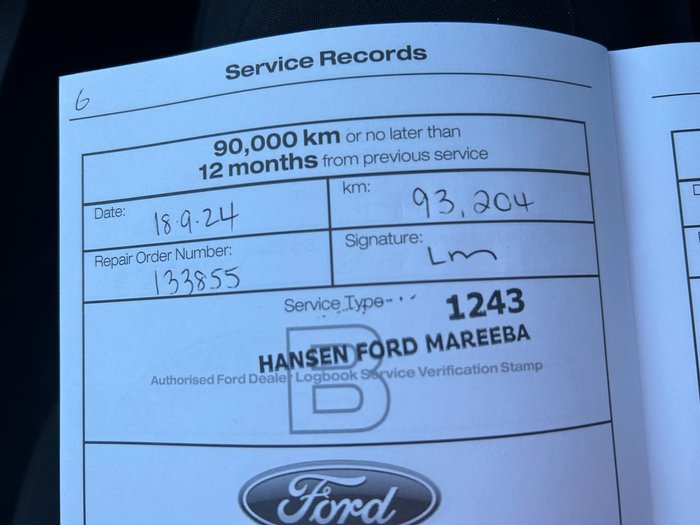 Service Records
6
90,000 km or no later than
12 months from previous service
Date: 18.9.24
km: 93,204
Repair Order Number: 133855
Signature: Lm
Service Type
1243
HANSEN FORD MAREEBA
Authorised Ford Dealer Logbook Service Verification Stamp
B
Ford